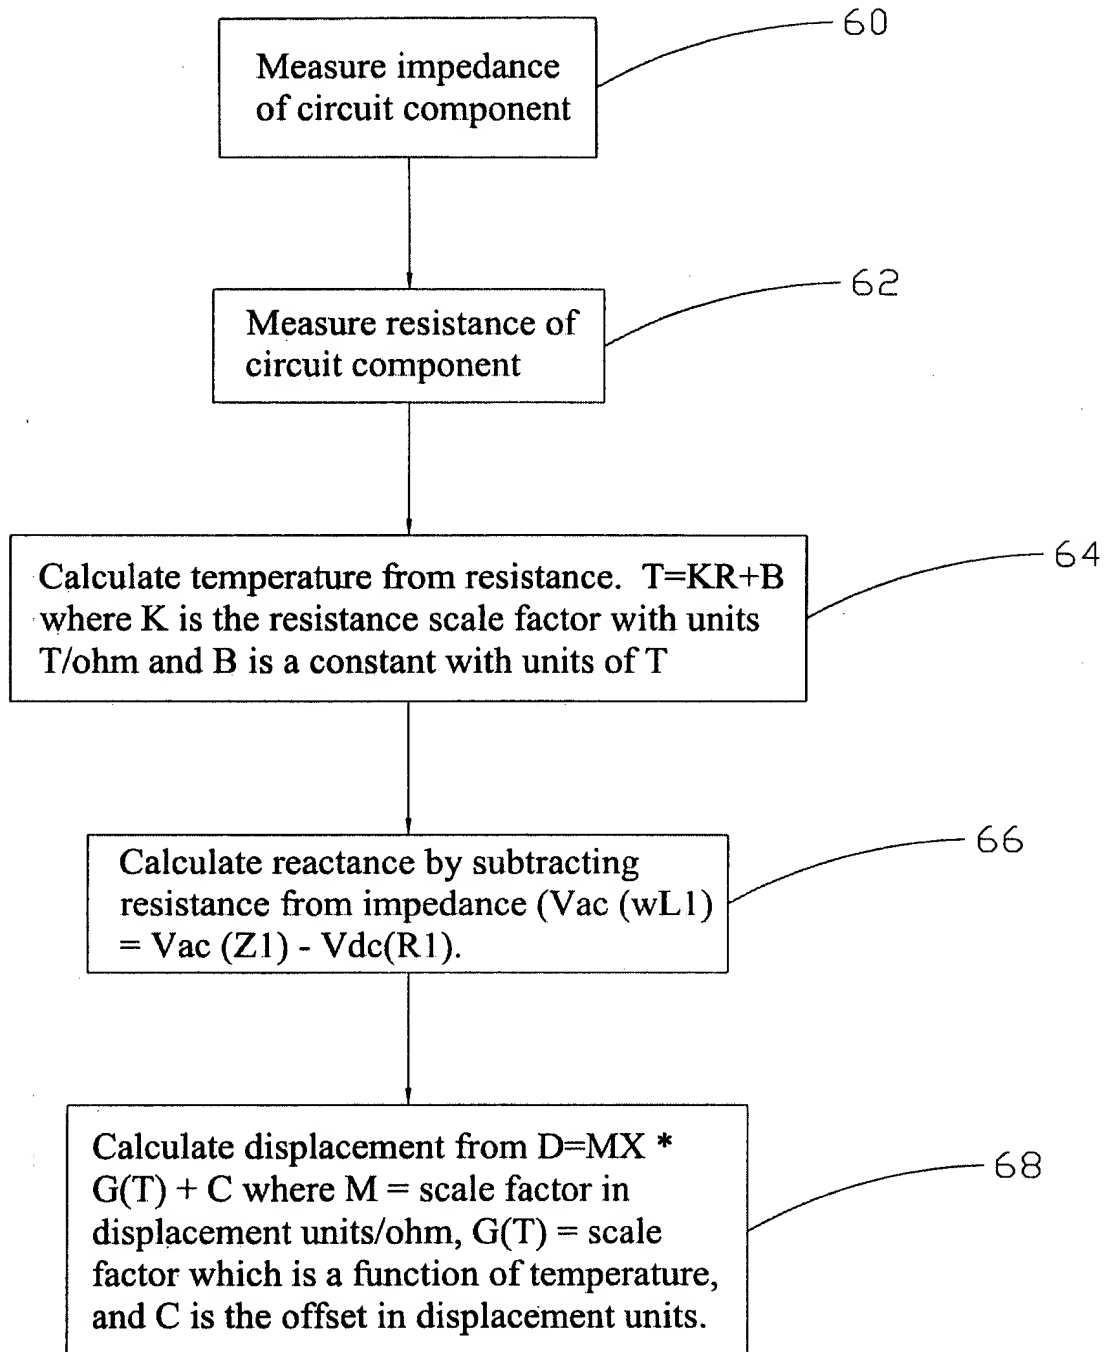 60
Measure impedance
of circuit component
62
Measure resistance of
circuit component
64
Calculate temperature from resistance. T=KR+B
where K is the resistance scale factor with units
T/ohm and B is a constant with units of T
66
Calculate reactance by subtracting
resistance from impedance (Vac (wL1)
= Vac (Z1) - Vdc(R1).
68
Calculate displacement from D=MX *
G(T) + C where M = scale factor in
displacement units/ohm, G(T) = scale
factor which is a function of temperature,
and C is the offset in displacement units.